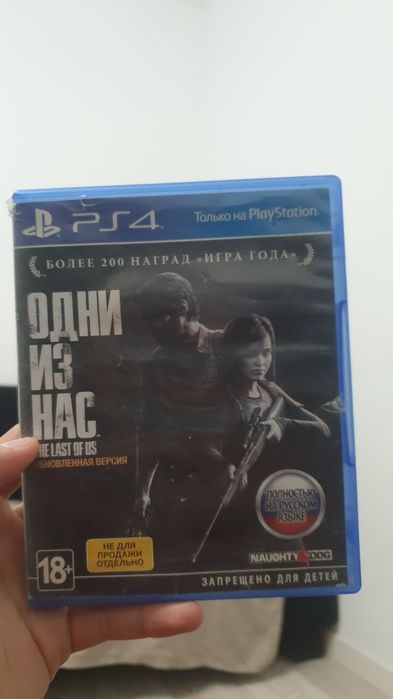 PS4
Только на PlayStation
БОЛЕЕ 200 НАГРАД «ИГРА ГОДА»
ОДНИ
ИЗ
НАС
THE LAST OF US
ОБНОВЛЕННАЯ ВЕРСИЯ
ПОЛНОСТЬЮ
НА РУССКОМ
ЯЗЫКЕ
НЕ ДЛЯ
ПРОДАЖИ
ОТДЕЛЬНО
18+
NAUGHTY DOG
ЗАПРЕЩЕНО ДЛЯ ДЕТЕЙ